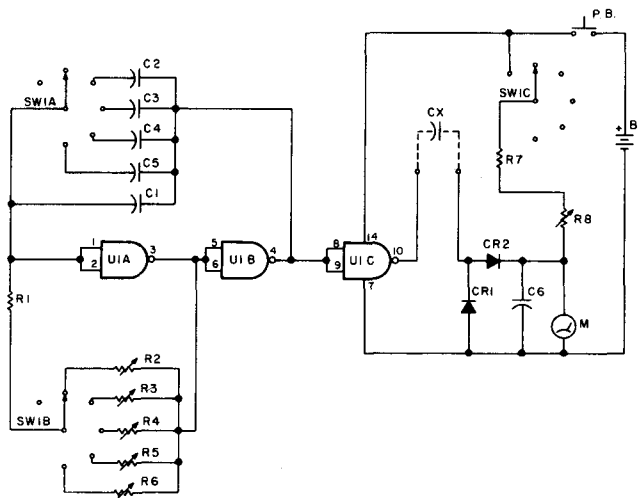 P.B.
C2
SW1A
C3
C4
C5
C1
CX
SW1C
+
B
R7
R8
14
1
2
U1A
3
5
6
U1B
4
8
9
U1C
10
7
CR2
CR1
C6
M
R1
R2
R3
SW1B
R4
R5
R6